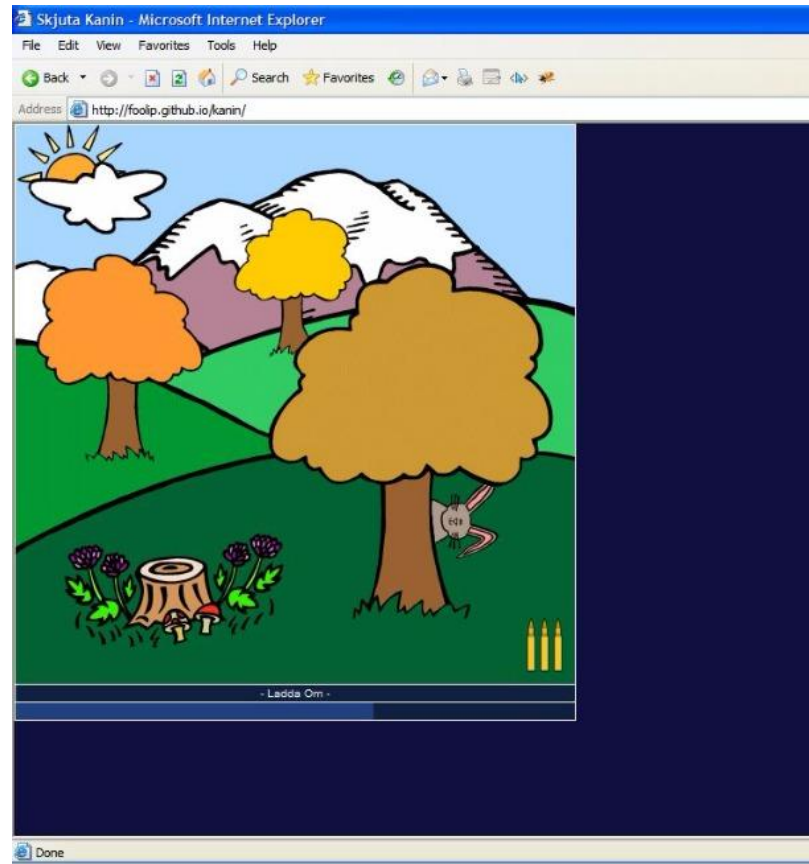 Skjuta Kanin - Microsoft Internet Explorer
File Edit View Favorites Tools Help
Back Search Favorites
Address http://foolip.github.io/kanin/
- Ladda Om -
Done